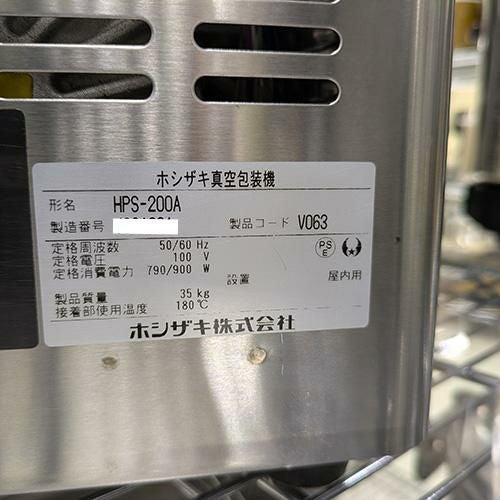 ホシザキ真空包装機
形名 HPS-200A
製造番号 製品コード V063
定格周波数 50/60 Hz
定格電圧 100 V
定格消費電力 790/900 W
PSE
設置 屋内用
製品質量 35 kg
接着部使用温度 180℃
ホシザキ株式会社